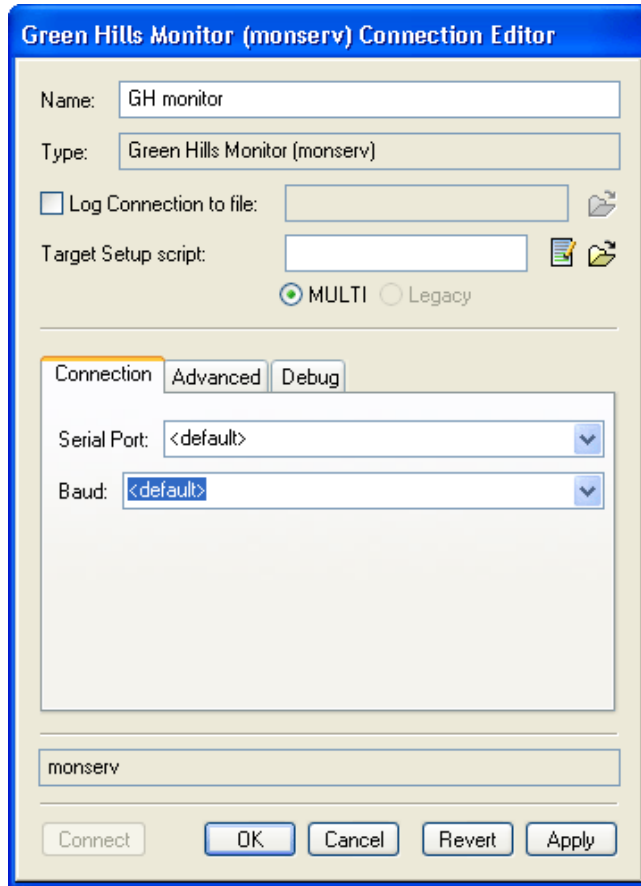 Green Hills Monitor (monserv) Connection Editor
Name: GH monitor
Type: Green Hills Monitor (monserv)
Log Connection to file:
Target Setup script:
MULTI Legacy
Connection Advanced Debug
Serial Port: <default>
Baud: <default>
monserv
Connect OK Cancel Revert Apply